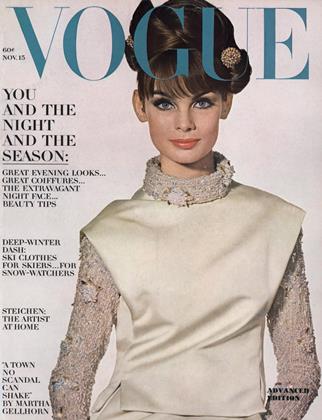 VOGUE
60¢
NOV. 15
YOU
AND THE
NIGHT
AND THE
SEASON:
GREAT EVENING LOOKS...
GREAT COIFFURES...
THE EXTRAVAGANT
NIGHT FACE...
BEAUTY TIPS
DEEP-WINTER
DASH:
SKI CLOTHES
FOR SKIERS...FOR
SNOW-WATCHERS
STEICHEN:
THE ARTIST
AT HOME
"A TOWN
NO
SCANDAL
CAN
SHAKE"
BY MARTHA
GELLHORN
ADVANCED
EDITION